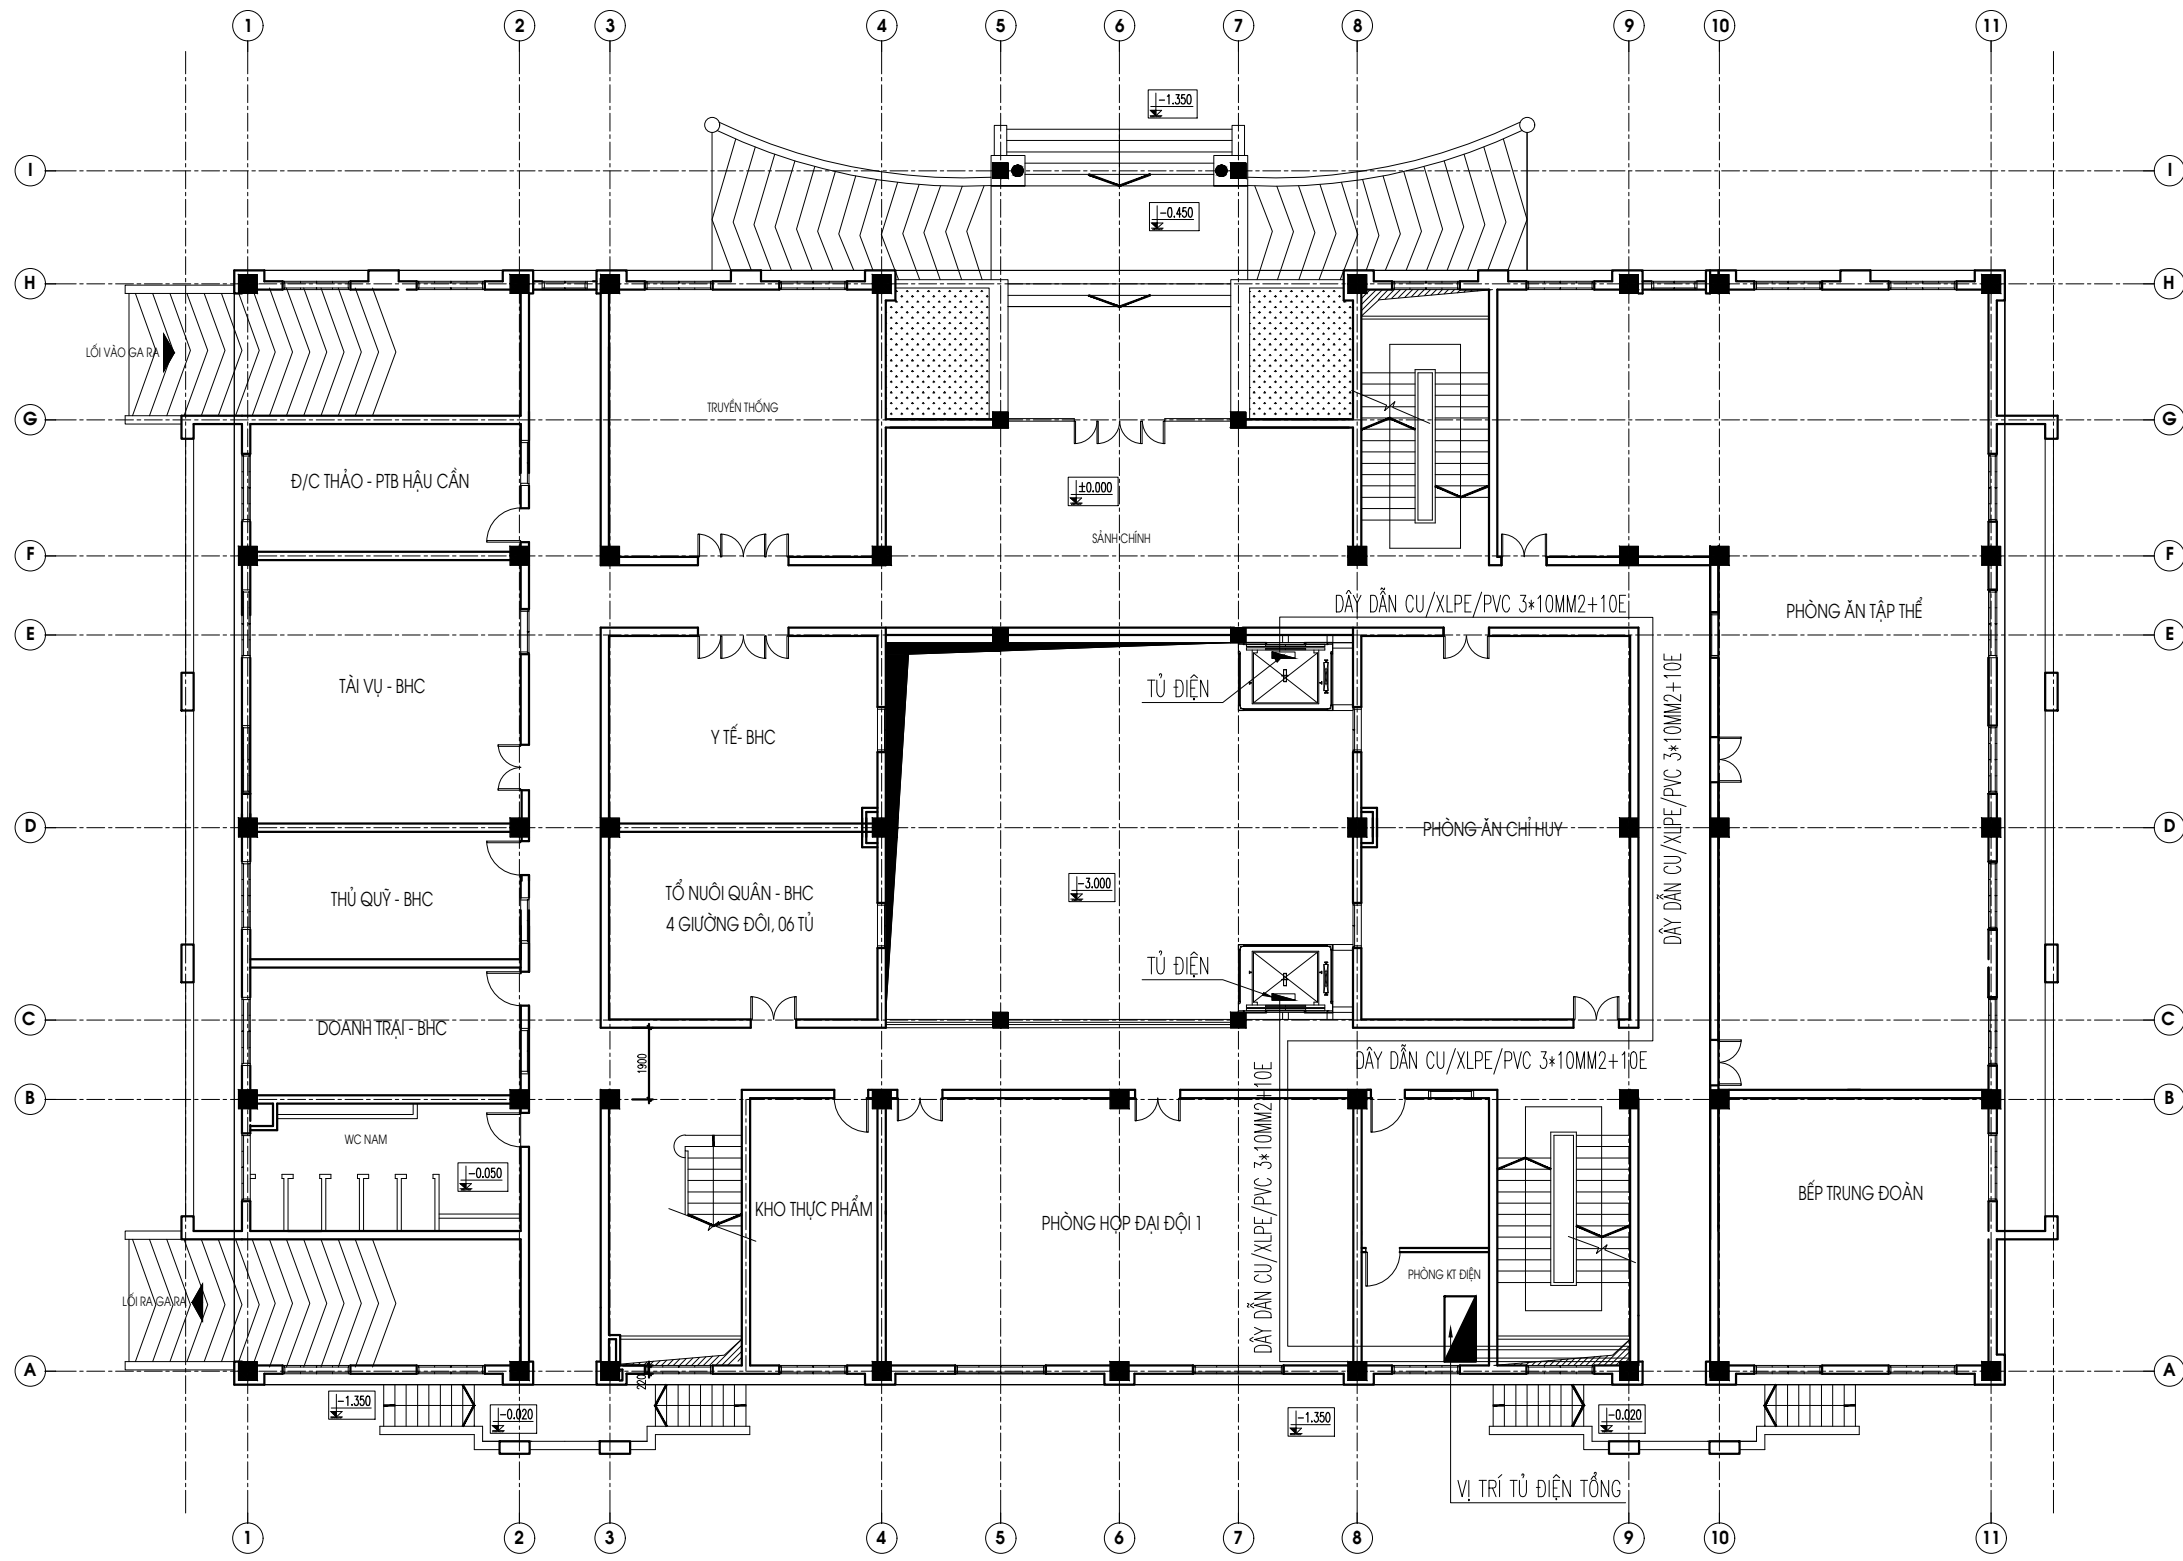 1 2 3 4 5 6 7 8 9 10 11
-1.350
I I
-0.450
H H
LỐI VÀO GA RA
TRUYỀN THỐNG
G G
Đ/C THẢO - PTB HẬU CẦN
±0.000
SẢNH CHÍNH
F F
DÂY DẪN CU/XLPE/PVC 3*10MM2+10E
PHÒNG ĂN TẬP THỂ
E E
TÀI VỤ - BHC
TỦ ĐIỆN
Y TẾ- BHC
DÂY DẪN CU/XLPE/PVC 3*10MM2+10E
D D
PHÒNG ĂN CHỈ HUY
THỦ QUỸ - BHC
TỔ NUÔI QUÂN - BHC
4 GIƯỜNG ĐÔI, 06 TỦ
-3.000
TỦ ĐIỆN
C C
DOANH TRẠI - BHC
1900
DÂY DẪN CU/XLPE/PVC 3*10MM2+10E
B B
WC NAM
-0.050
KHO THỰC PHẨM
PHÒNG HỌP ĐẠI ĐỘI 1
DÂY DẪN CU/XLPE/PVC 3*10MM2+10E
BẾP TRUNG ĐOÀN
PHÒNG KT ĐIỆN
LỐI RA GA RA
A A
220
-1.350
-0.020
-1.350
-0.020
VỊ TRÍ TỦ ĐIỆN TỔNG
1 2 3 4 5 6 7 8 9 10 11